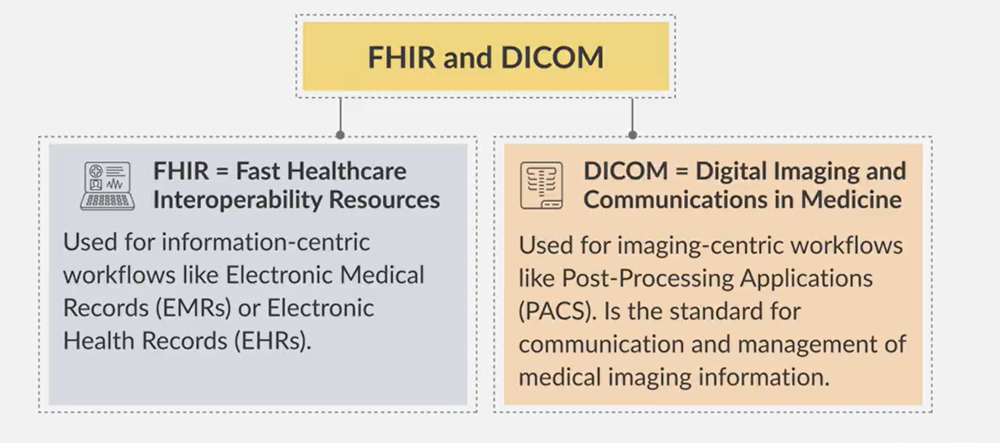 FHIR and DICOM
FHIR = Fast Healthcare
Interoperability Resources
Used for information-centric
workflows like Electronic Medical
Records (EMRs) or Electronic
Health Records (EHRs).
DICOM = Digital Imaging and
Communications in Medicine
Used for imaging-centric workflows
like Post-Processing Applications
(PACS). Is the standard for
communication and management of
medical imaging information.